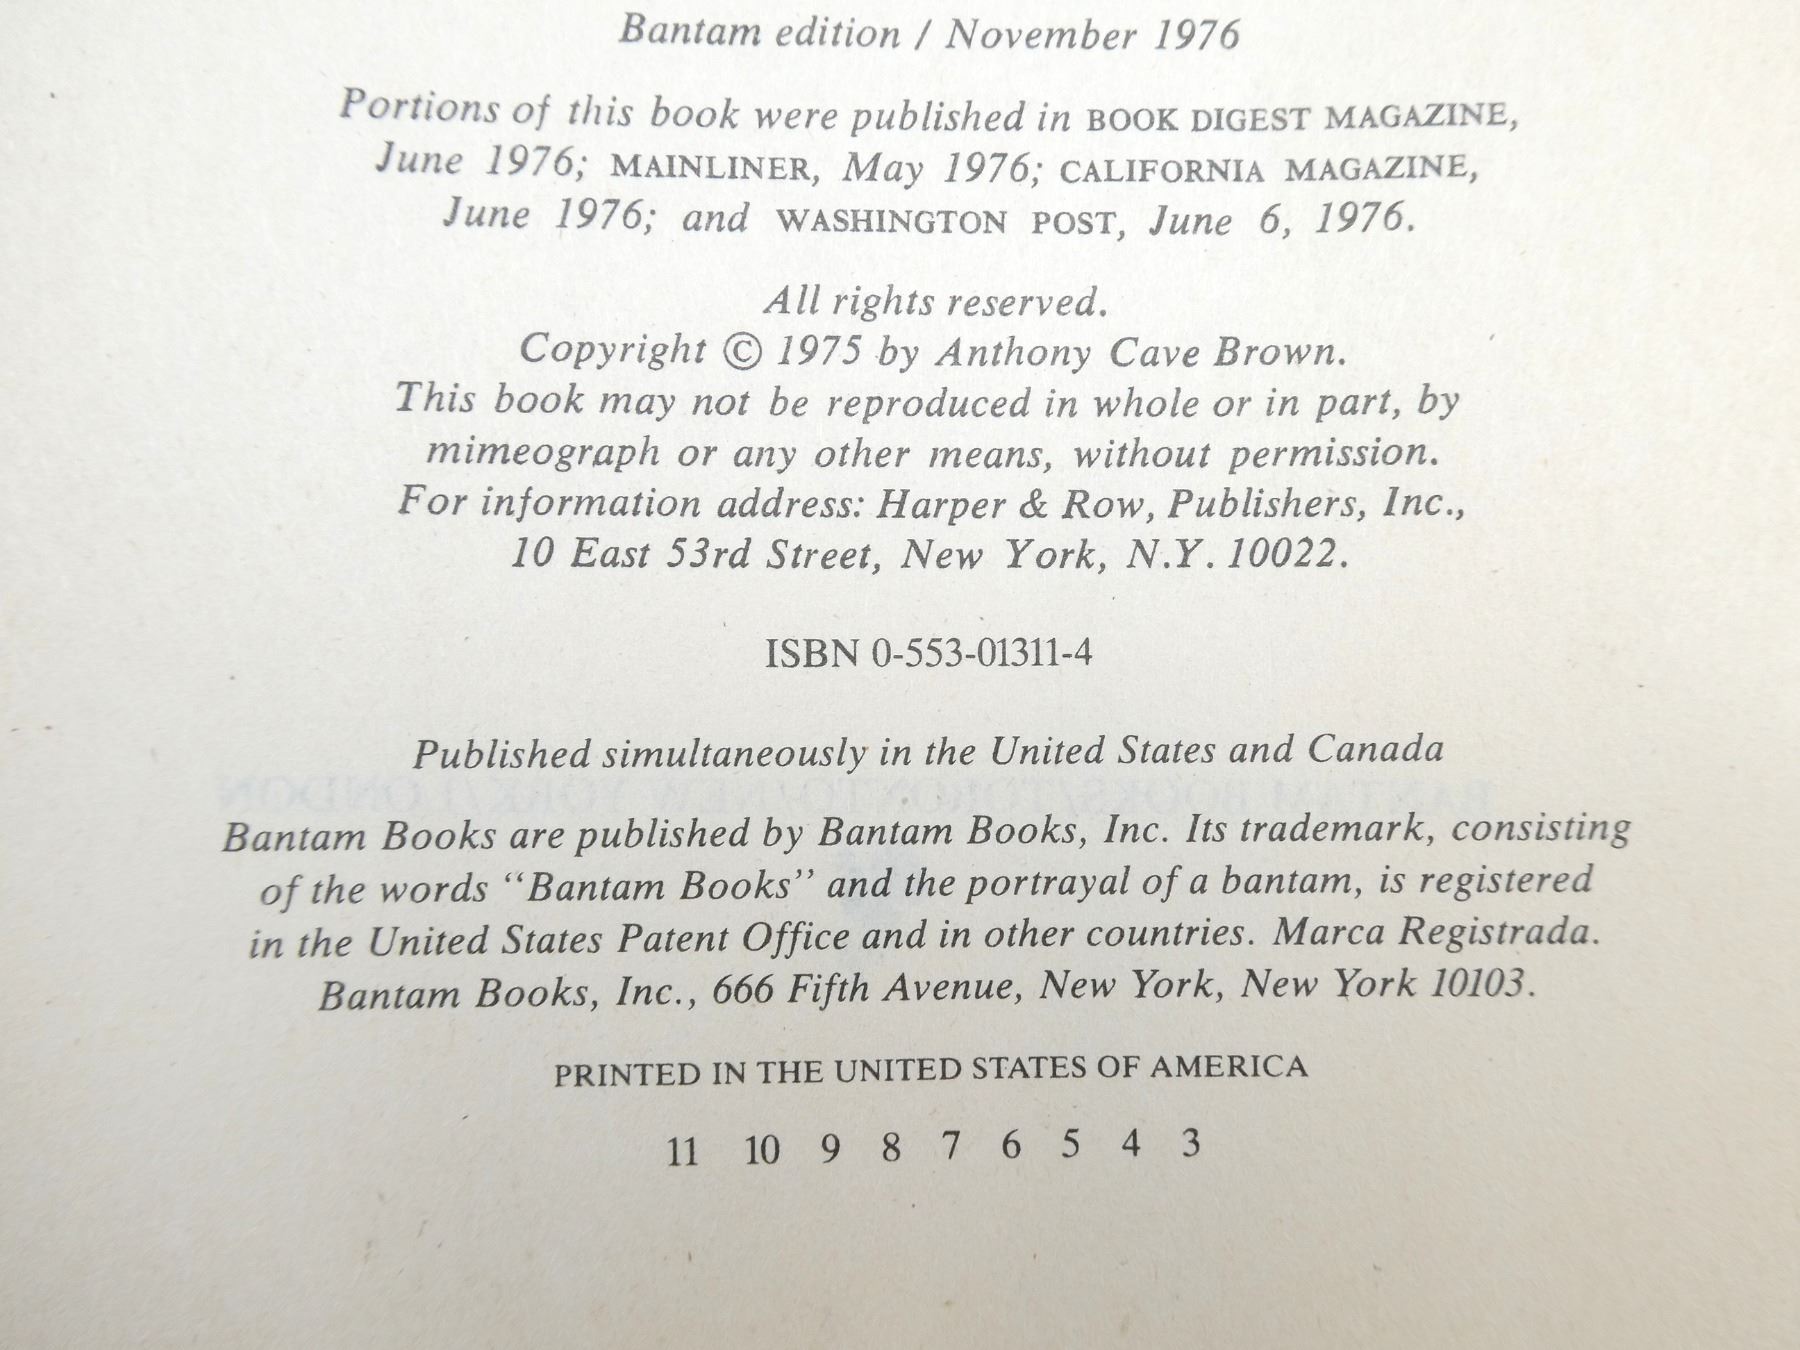 Bantam edition / November 1976
Portions of this book were published in BOOK DIGEST MAGAZINE,
June 1976; MAINLINER, May 1976; CALIFORNIA MAGAZINE,
June 1976; and WASHINGTON POST, June 6, 1976.
All rights reserved.
Copyright © 1975 by Anthony Cave Brown.
This book may not be reproduced in whole or in part, by
mimeograph or any other means, without permission.
For information address: Harper & Row, Publishers, Inc.,
10 East 53rd Street, New York, N.Y. 10022.
ISBN 0-553-01311-4
Published simultaneously in the United States and Canada
BANTAM BOOKS/TORONTO/NEW YORK/LONDON
Bantam Books are published by Bantam Books, Inc. Its trademark, consisting
of the words “Bantam Books” and the portrayal of a bantam, is registered
in the United States Patent Office and in other countries. Marca Registrada.
Bantam Books, Inc., 666 Fifth Avenue, New York, New York 10103.
PRINTED IN THE UNITED STATES OF AMERICA
11 10 9 8 7 6 5 4 3